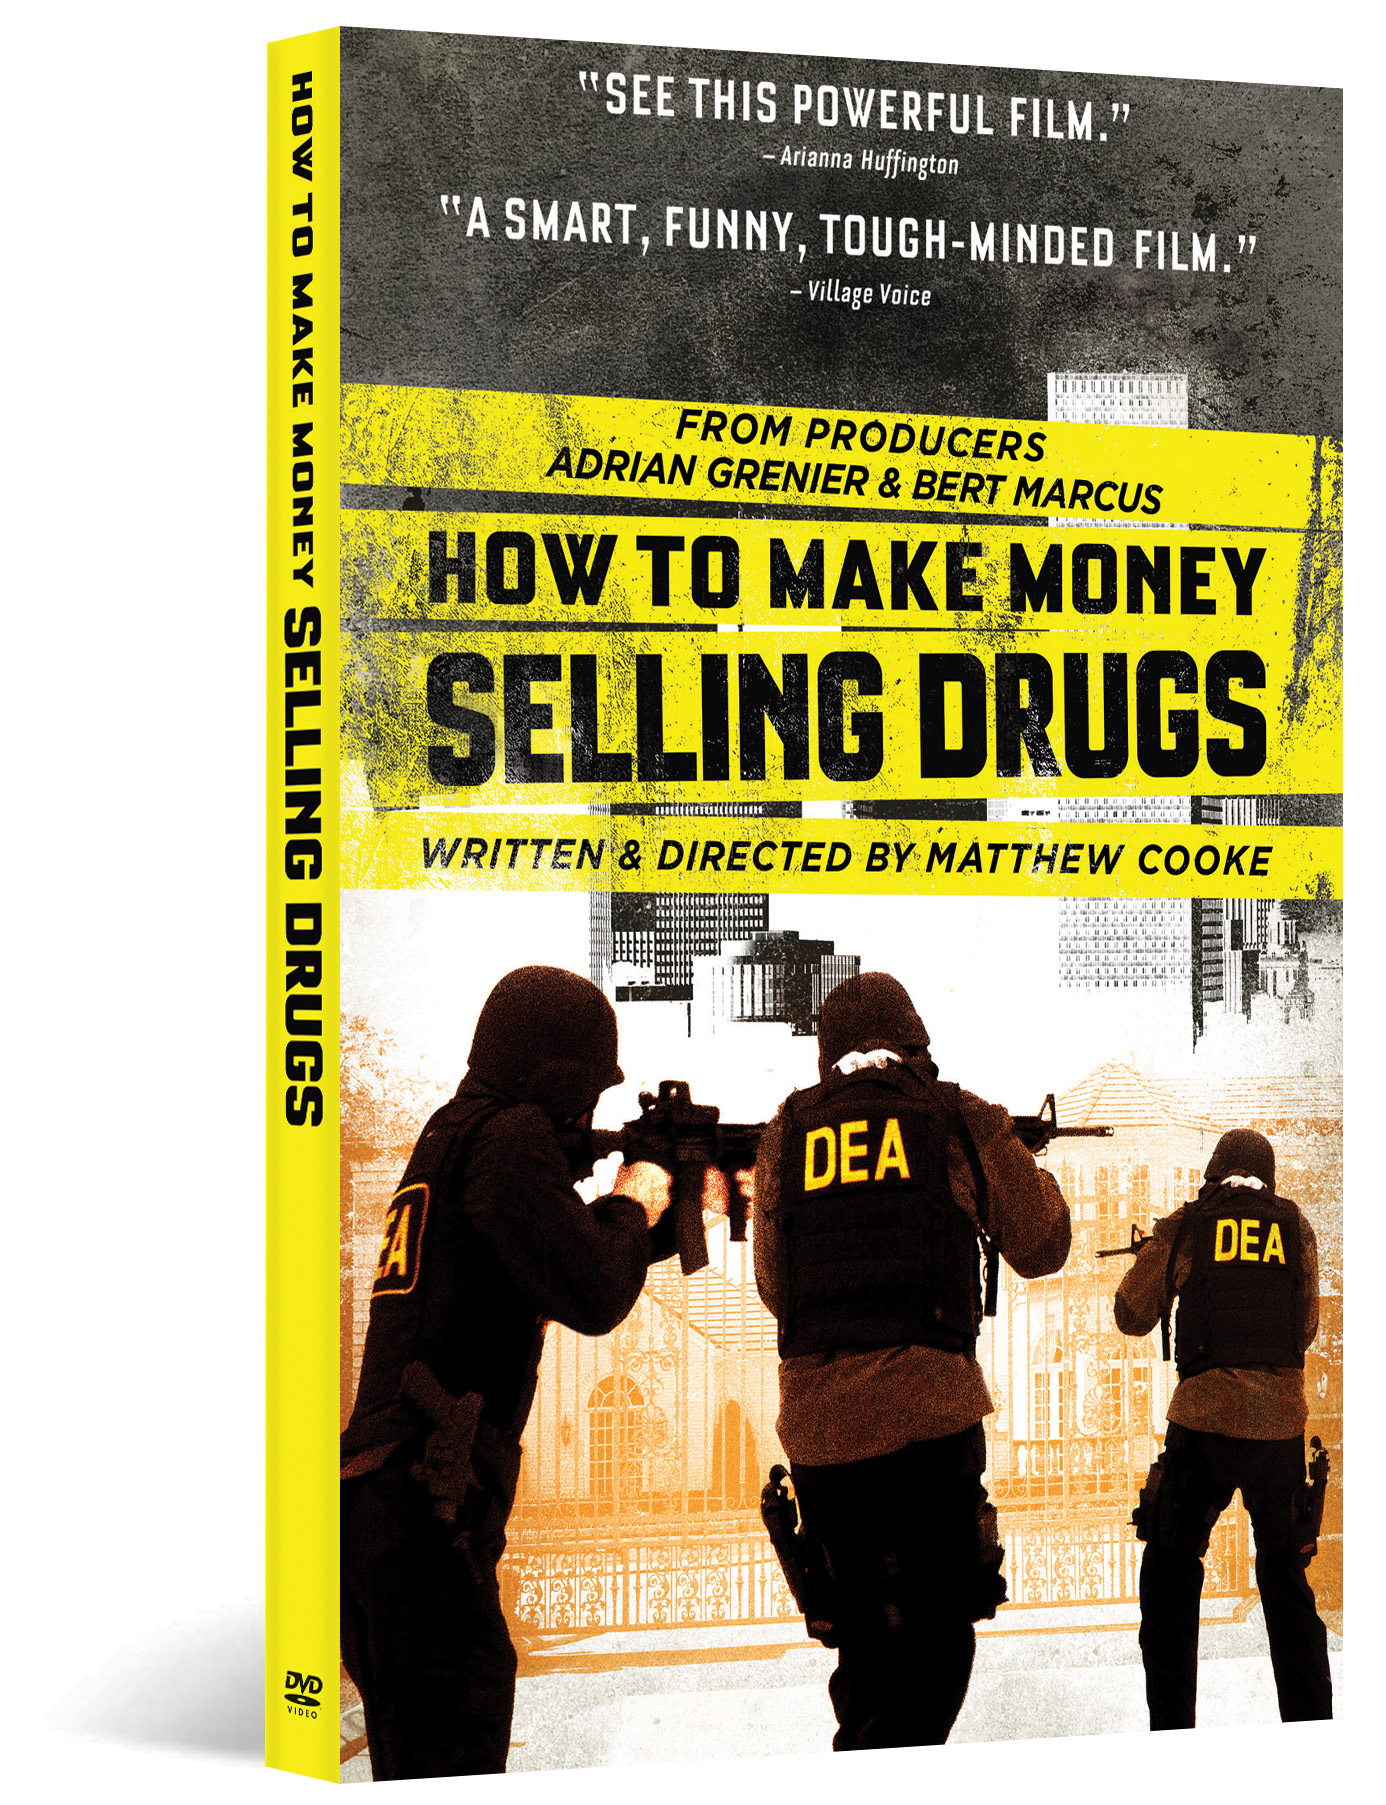 HOW TO MAKE MONEY SELLING DRUGS
DVD
VIDEO
“SEE THIS POWERFUL FILM.”
– Arianna Huffington
“A SMART, FUNNY, TOUGH-MINDED FILM.”
– Village Voice
FROM PRODUCERS
ADRIAN GRENIER & BERT MARCUS
HOW TO MAKE MONEY
SELLING DRUGS
WRITTEN & DIRECTED BY MATTHEW COOKE
EA
DEA
DEA